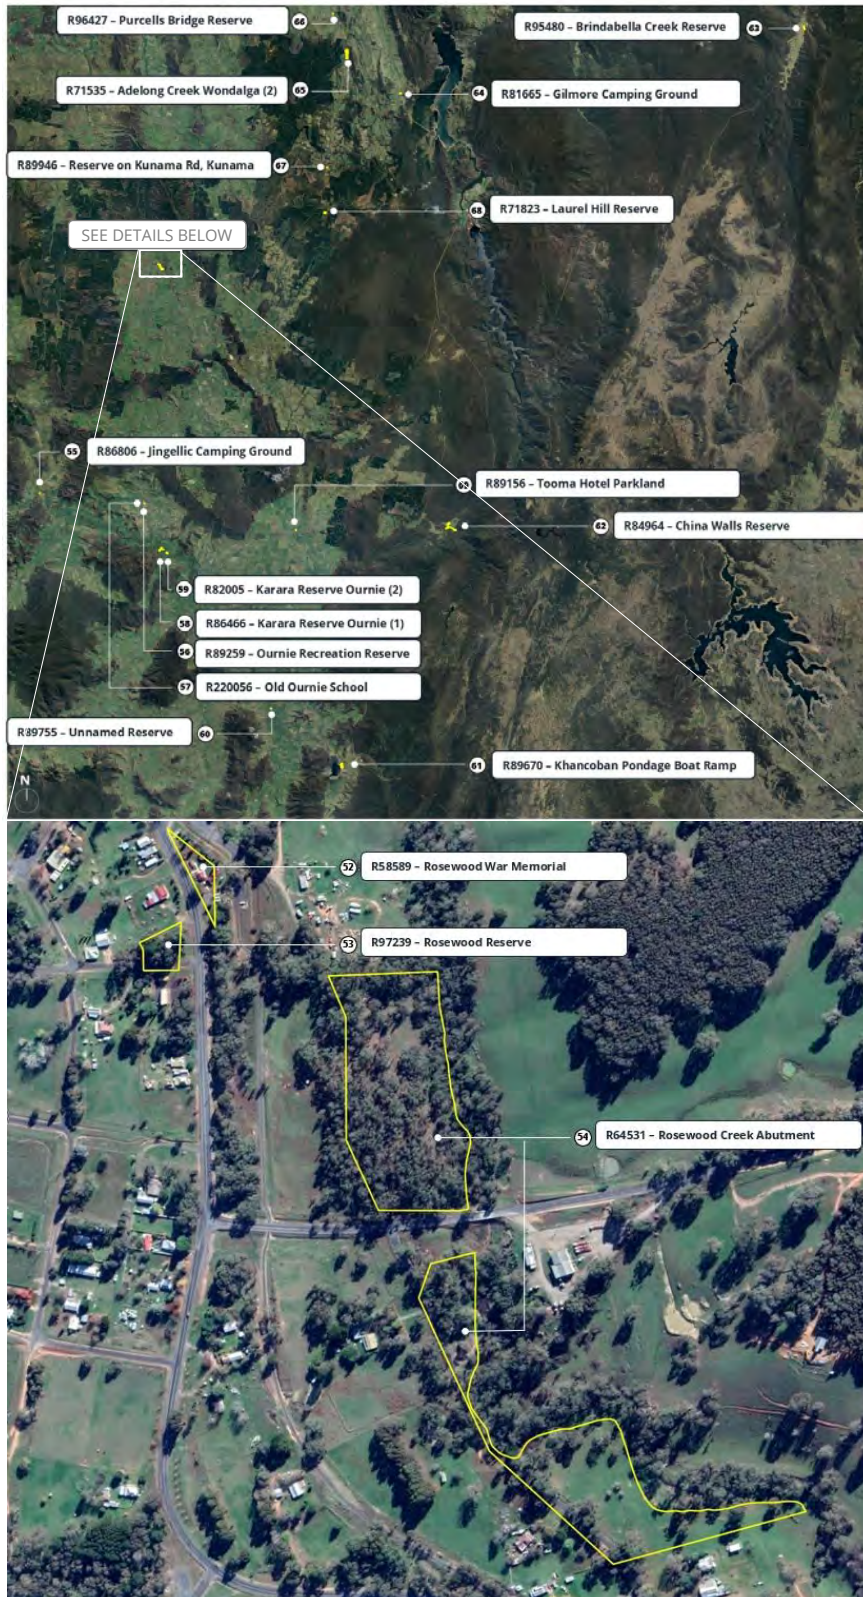 R96427 – Purcells Bridge Reserve 66
R95480 – Brindabella Creek Reserve 63
R71535 – Adelong Creek Wondalga (2) 65
64 R81665 – Gilmore Camping Ground
R89946 – Reserve on Kunama Rd, Kunama 67
68 R71823 – Laurel Hill Reserve
SEE DETAILS BELOW
55 R86806 – Jingellic Camping Ground
R89156 – Tooma Hotel Parkland
62 R84964 – China Walls Reserve
59 R82005 – Karara Reserve Ournie (2)
58 R86466 – Karara Reserve Ournie (1)
56 R89259 – Ournie Recreation Reserve
57 R220056 – Old Ournie School
R89755 – Unnamed Reserve 60
61 R89670 – Khancoban Pondage Boat Ramp
N
52 R58589 – Rosewood War Memorial
53 R97239 – Rosewood Reserve
54 R64531 – Rosewood Creek Abutment